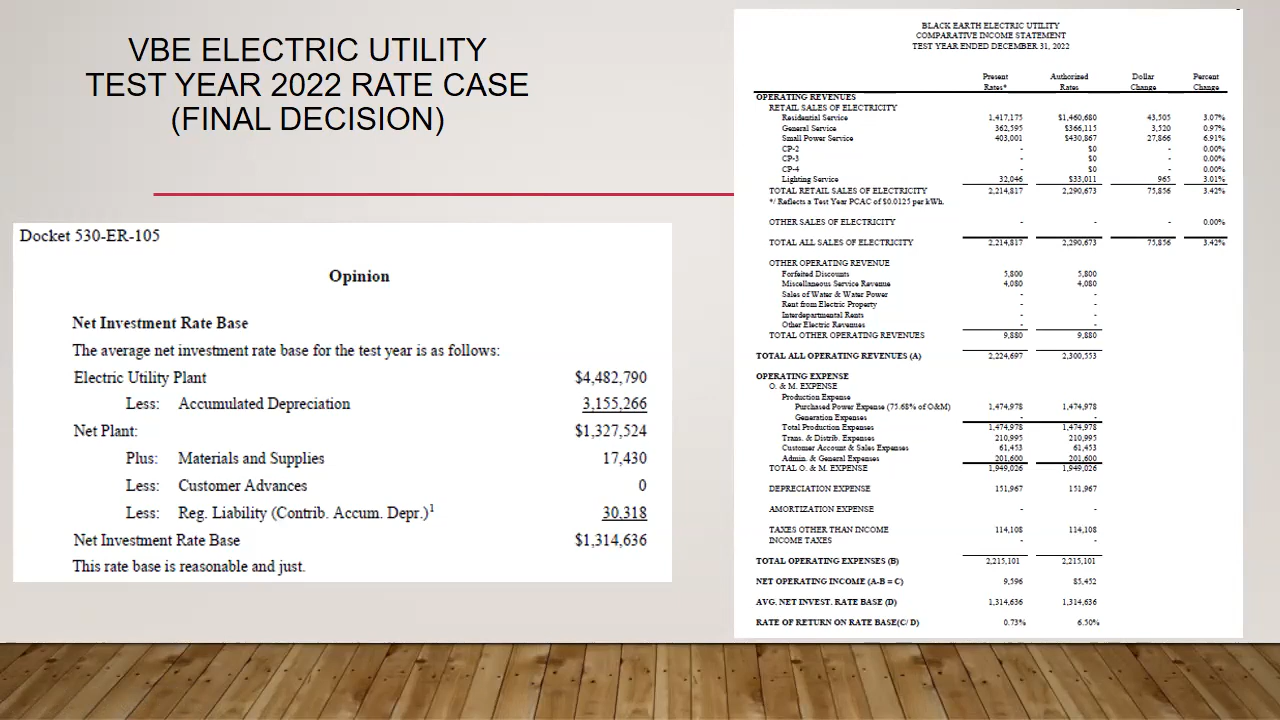 VBE ELECTRIC UTILITY
TEST YEAR 2022 RATE CASE
(FINAL DECISION)
Docket 530-ER-105
Opinion
Net Investment Rate Base
The average net investment rate base for the test year is as follows:
Electric Utility Plant $4,482,790
Less: Accumulated Depreciation 3,155,266
Net Plant: $1,327,524
Plus: Materials and Supplies 17,430
Less: Customer Advances 0
Less: Reg. Liability (Contrib. Accum. Depr.)¹ 30,318
Net Investment Rate Base $1,314,636
This rate base is reasonable and just.
BLACK EARTH ELECTRIC UTILITY
COMPARATIVE INCOME STATEMENT
TEST YEAR ENDED DECEMBER 31, 2022
Present Authorized Dollar Percent
Rates* Rates Change Change
OPERATING REVENUES
RETAIL SALES OF ELECTRICITY
Residential Service 1,417,175 $1,460,680 43,505 3.07%
General Service 362,595 $366,115 3,520 0.97%
Small Power Service 403,001 $430,867 27,866 6.91%
CP-2 - $0 - 0.00%
CP-3 - $0 - 0.00%
CP-4 - $0 - 0.00%
Lighting Service 32,046 $33,011 965 3.01%
TOTAL RETAIL SALES OF ELECTRICITY 2,214,817 2,290,673 75,856 3.42%
*/ Reflects a Test Year PCAC of $0.0125 per kWh.
OTHER SALES OF ELECTRICITY - - - 0.00%
TOTAL ALL SALES OF ELECTRICITY 2,214,817 2,290,673 75,856 3.42%
OTHER OPERATING REVENUE
Forfeited Discounts 5,800 5,800
Miscellaneous Service Revenue 4,080 4,080
Sales of Water & Water Power - -
Rent from Electric Property - -
Interdepartmental Rents - -
Other Electric Revenues - -
TOTAL OTHER OPERATING REVENUES 9,880 9,880
TOTAL ALL OPERATING REVENUES (A) 2,224,697 2,300,553
OPERATING EXPENSE
O. & M. EXPENSE
Production Expense
Purchased Power Expense (75.68% of O&M) 1,474,978 1,474,978
Generation Expenses - -
Total Production Expenses 1,474,978 1,474,978
Trans. & Distrib. Expenses 210,995 210,995
Customer Account & Sales Expenses 61,453 61,453
Admin. & General Expenses 201,600 201,600
TOTAL O. & M. EXPENSE 1,949,026 1,949,026
DEPRECIATION EXPENSE 151,967 151,967
AMORTIZATION EXPENSE - -
TAXES OTHER THAN INCOME 114,108 114,108
INCOME TAXES - -
TOTAL OPERATING EXPENSES (B) 2,215,101 2,215,101
NET OPERATING INCOME (A-B = C) 9,596 85,452
AVG. NET INVEST. RATE BASE (D) 1,314,636 1,314,636
RATE OF RETURN ON RATE BASE(C/ D) 0.73% 6.50%